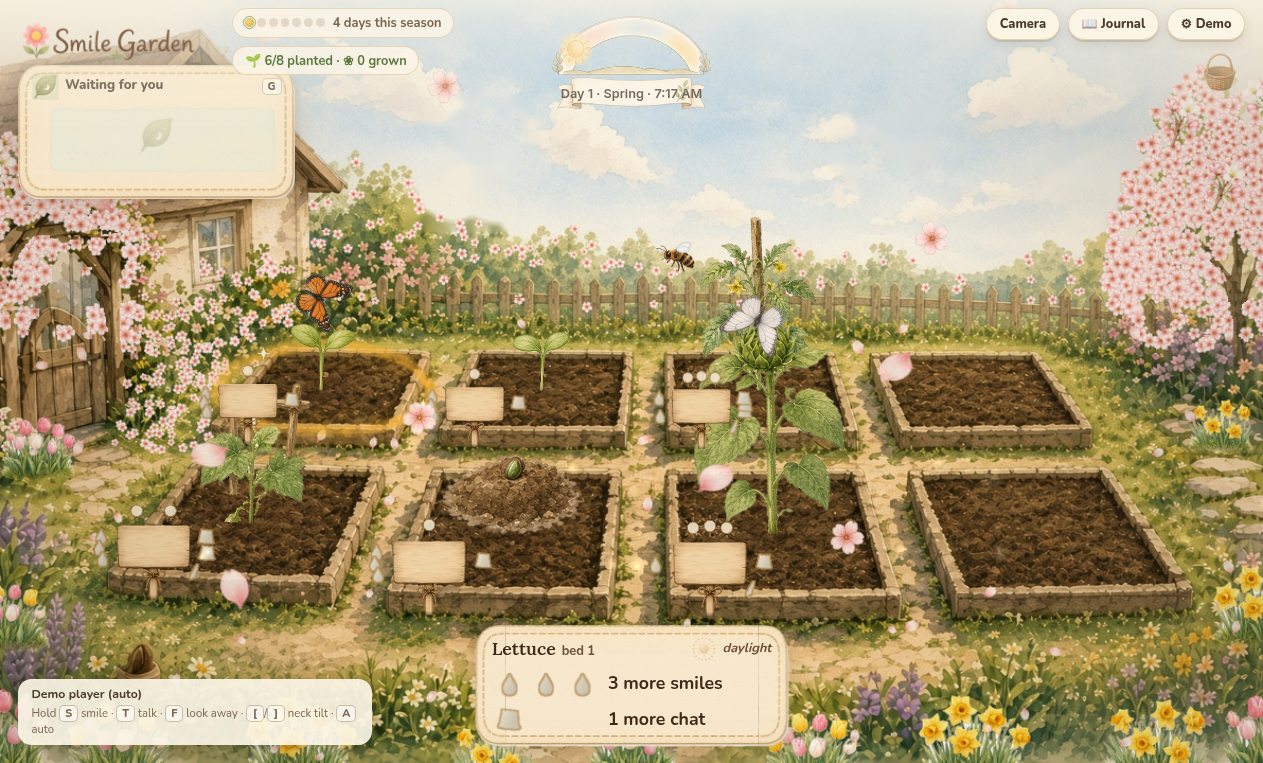 Smile Garden
4 days this season
🌱 6/8 planted · ❀ 0 grown
Waiting for you
G
Day 1 · Spring · 7:17 AM
Camera
📖 Journal
⚙ Demo
Lettuce bed 1
daylight
3 more smiles
1 more chat
Demo player (auto)
Hold S smile · T talk · F look away · [ / ] neck tilt · A
auto